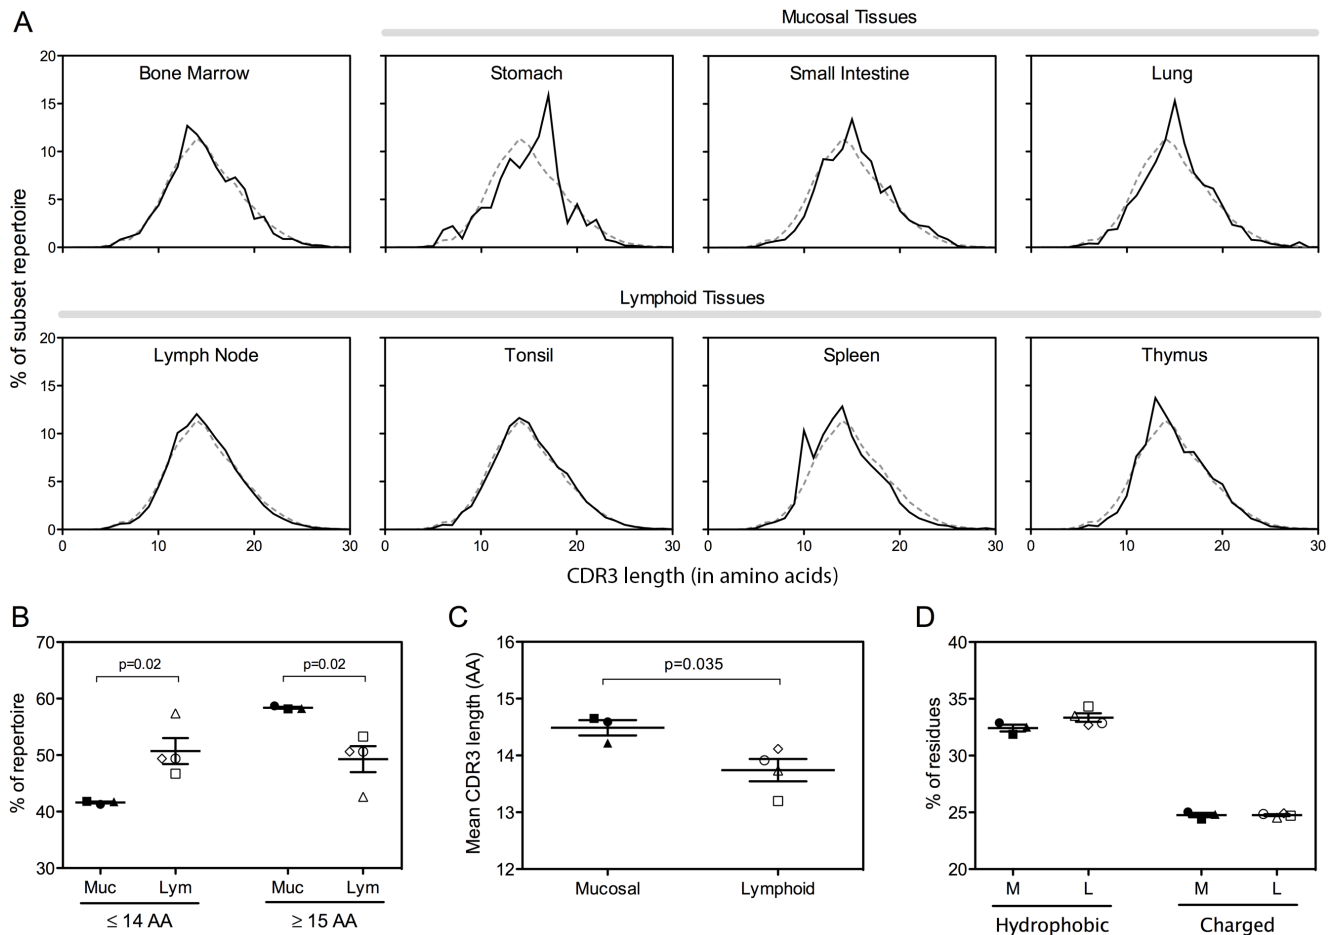 A
Mucosal Tissues
Bone Marrow
Stomach
Small Intestine
Lung
20
15
10
5
0
0 10 20 30
% of subset repertoire
Lymphoid Tissues
Lymph Node
Tonsil
Spleen
Thymus
20
15
10
5
0
0 10 20 30
0 10 20 30
0 10 20 30
0 10 20 30
CDR3 length (in amino acids)
B
% of repertoire
70
60
50
40
30
p=0.02
p=0.02
Muc Lym Muc Lym
≤ 14 AA ≥ 15 AA
C
Mean CDR3 length (AA)
16
15
14
13
12
p=0.035
Mucosal Lymphoid
D
% of residues
40
35
30
25
20
M L M L
Hydrophobic Charged